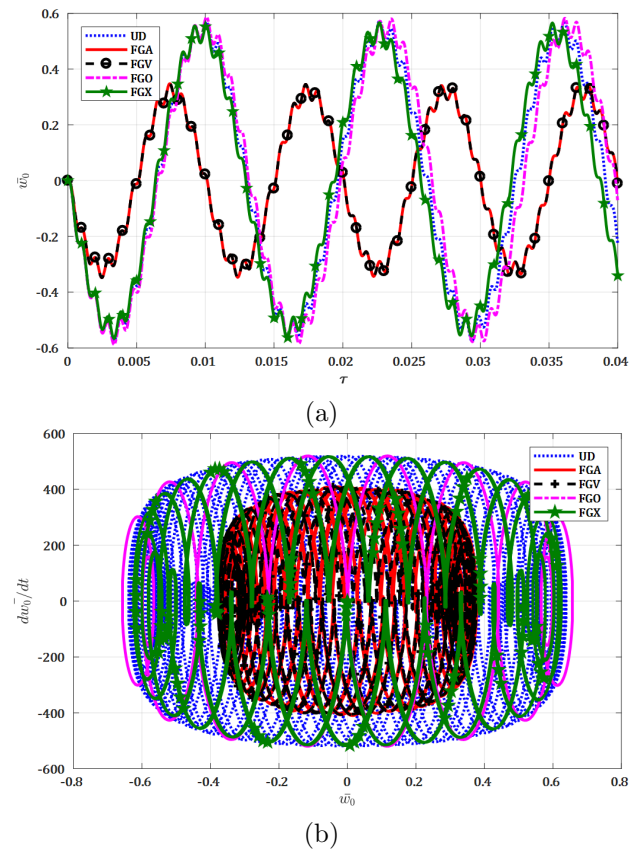 0.6
0.4
0.2
0
-0.2
-0.4
-0.6
w̄₀
UD
FGA
FGV
FGO
FGX
0 0.005 0.01 0.015 0.02 0.025 0.03 0.035 0.04
τ
(a)
600
400
200
0
-200
-400
-600
dw̄₀/dt
UD
FGA
FGV
FGO
FGX
-0.8 -0.6 -0.4 -0.2 0 0.2 0.4 0.6 0.8
w̄₀
(b)